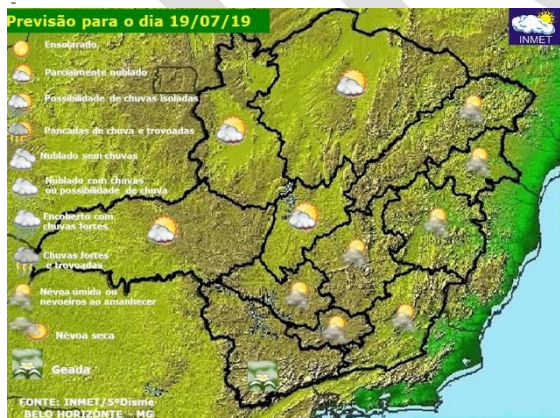 Previsão para o dia 19/07/19
INMET
Ensolarado,
Parcialmente nublado
Possibilidade de chuvas isoladas
Pancadas de chuva e trovoadas
Nublado sem chuvas
Nublado com chuvas
ou possibilidade de chuva
Encoberto com
chuvas fortes
Chuvas fortes
e trovoadas
Névoa úmida ou
nevoeiros ao amanhecer
Névoa seca
Geada
FONTE: INMET/5ºDisme
BELO HORIZONTE - MG